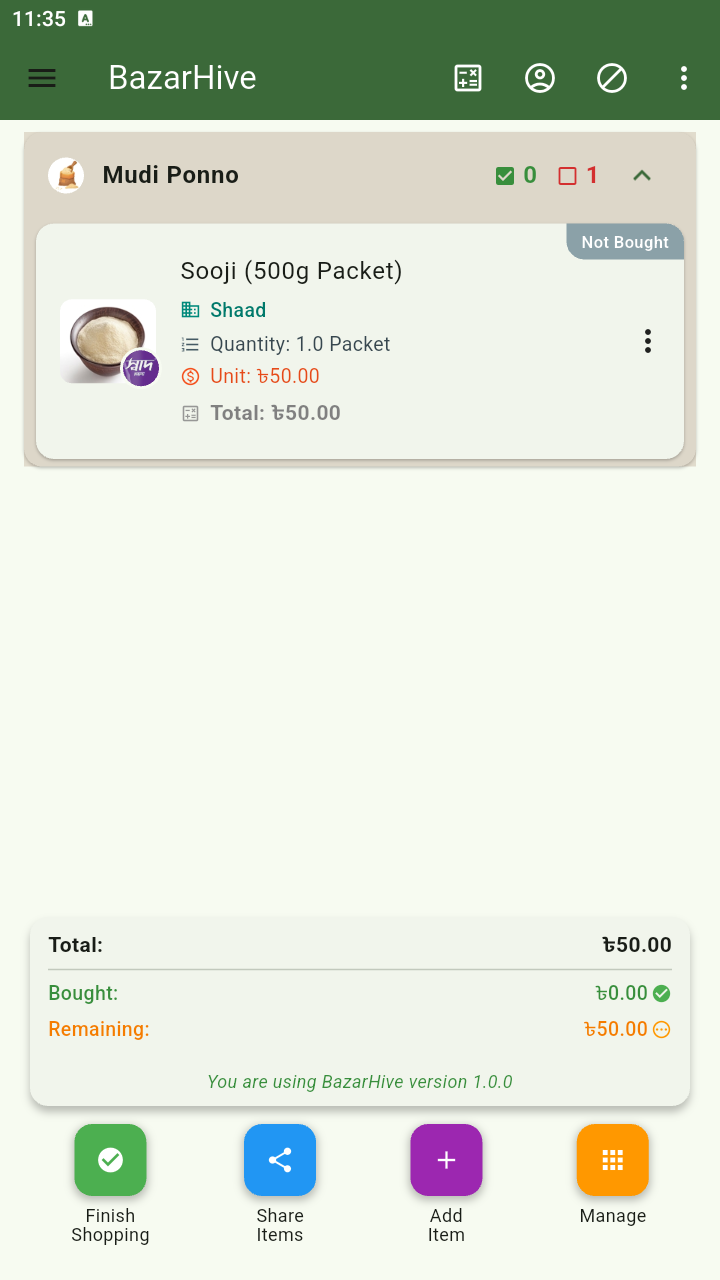 11:35
BazarHive
Mudi Ponno
0
1
Not Bought
Sooji (500g Packet)
Shaad
স্বাদ
Quantity: 1.0 Packet
Unit: ৳50.00
Total: ৳50.00
Total:
৳50.00
Bought:
৳0.00
Remaining:
৳50.00
You are using BazarHive version 1.0.0
Finish
Shopping
Share
Items
Add
Item
Manage